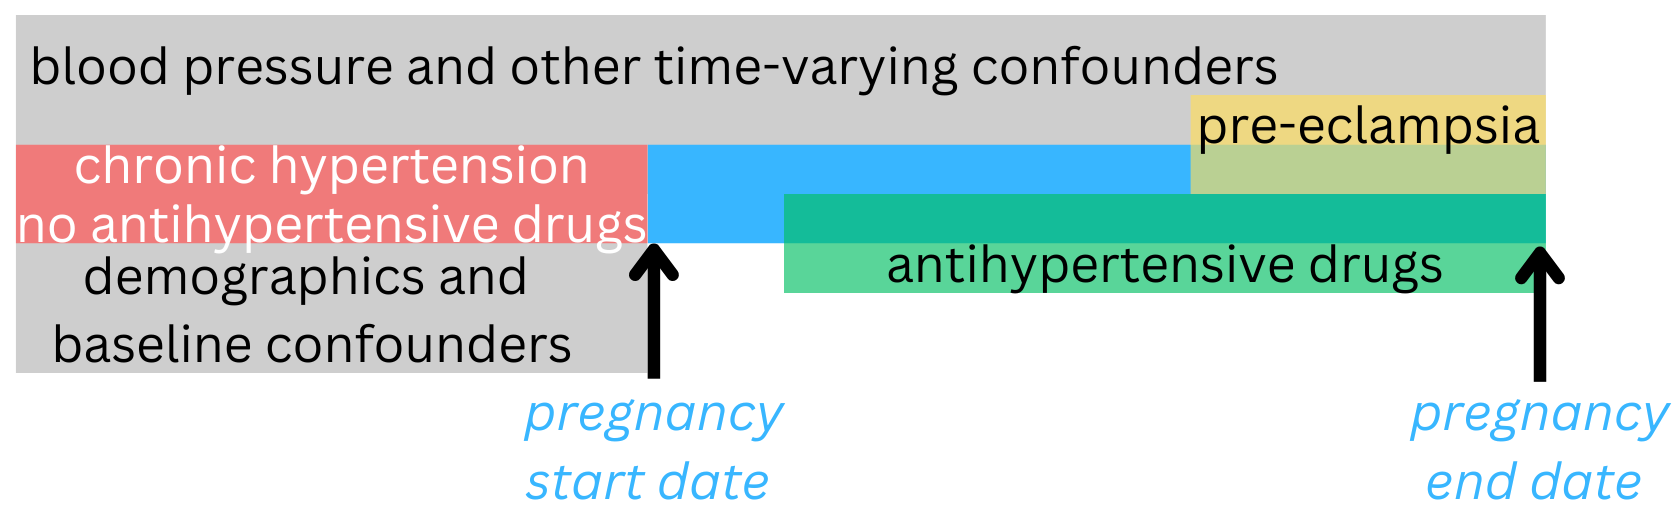 blood pressure and other time-varying confounders
pre-eclampsia
chronic hypertension
no antihypertensive drugs
demographics and
baseline confounders
antihypertensive drugs
pregnancy
start date
pregnancy
end date